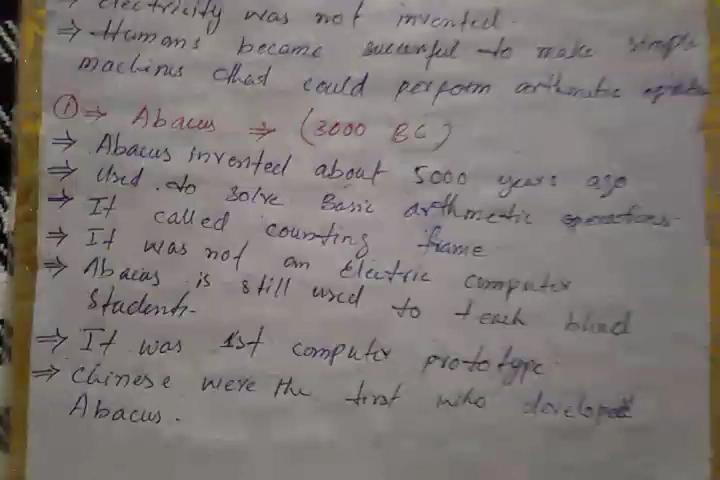 ⇒ electricity was not invented.
⇒ Humans became successful to make simple
machines that could perform arthmatic
① ⇒ Abacus ⇒ (3000 BC)
⇒ Abacus invented about 5000 years ago
⇒ Used to solve Basic arthmetic operations
⇒ It called counting frame
⇒ It was not an electric computer
⇒ Abacus is still used to teach blind
students.
⇒ It was 1st computer prototype
⇒ Chinese were the first who developed
Abacus.